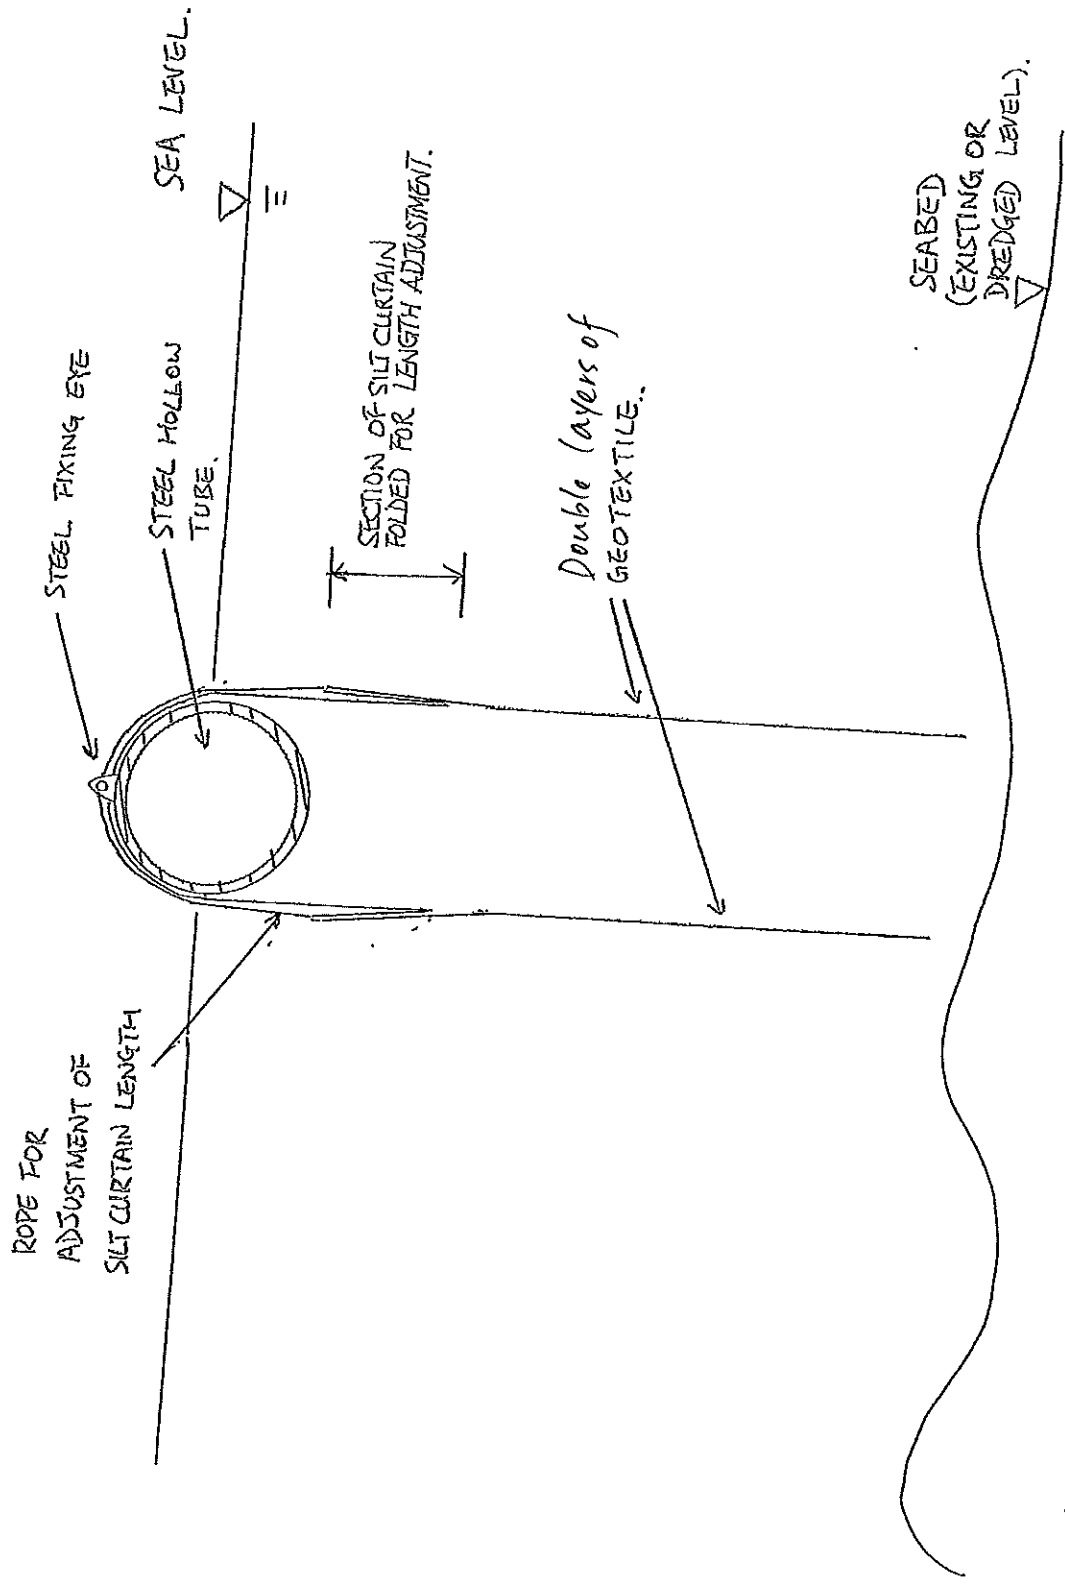 ROPE FOR
ADJUSTMENT OF
SILT CURTAIN LENGTH
STEEL FIXING EYE
STEEL HOLLOW
TUBE.
SEA LEVEL.
SECTION OF SILT CURTAIN
FOLDED FOR LENGTH ADJUSTMENT.
Double layers of
GEOTEXTILE..
SEABED
(EXISTING OR
DREDGED LEVEL).